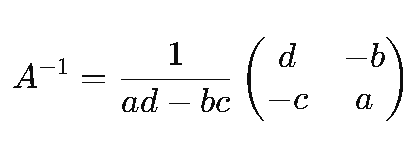 A^{-1} = \frac{1}{ad - bc} \begin{pmatrix} d & -b \\ -c & a \end{pmatrix}